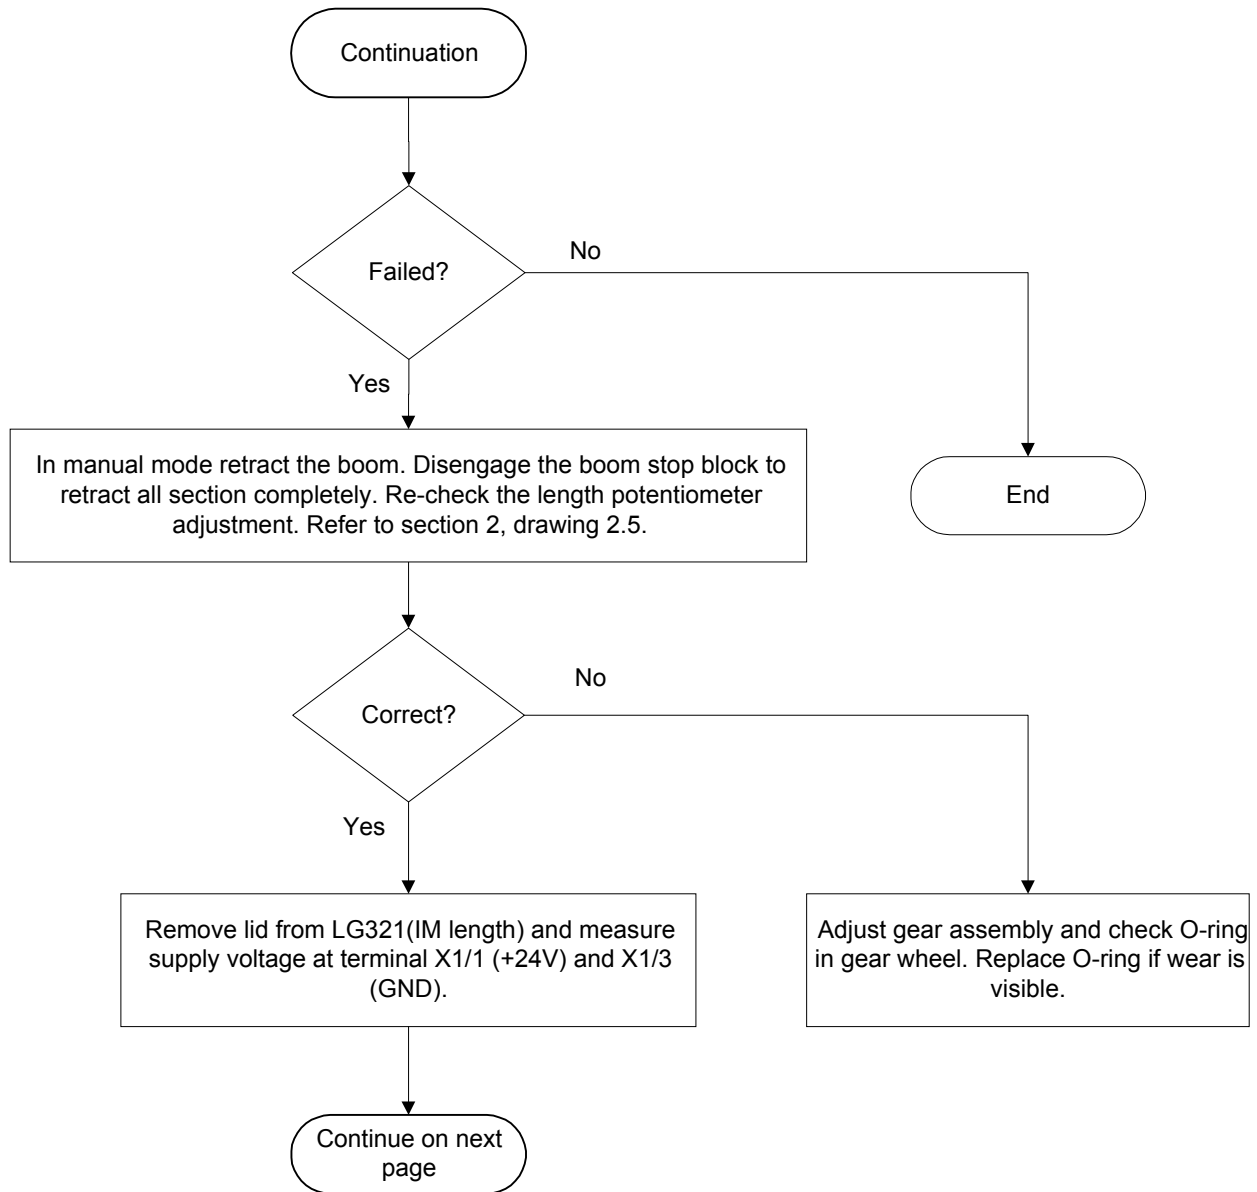 Continuation
Failed?
No
Yes
In manual mode retract the boom. Disengage the boom stop block to
retract all section completely. Re-check the length potentiometer
adjustment. Refer to section 2, drawing 2.5.
End
Correct?
No
Yes
Remove lid from LG321(IM length) and measure
supply voltage at terminal X1/1 (+24V) and X1/3
(GND).
Adjust gear assembly and check O-ring
in gear wheel. Replace O-ring if wear is
visible.
Continue on next
page